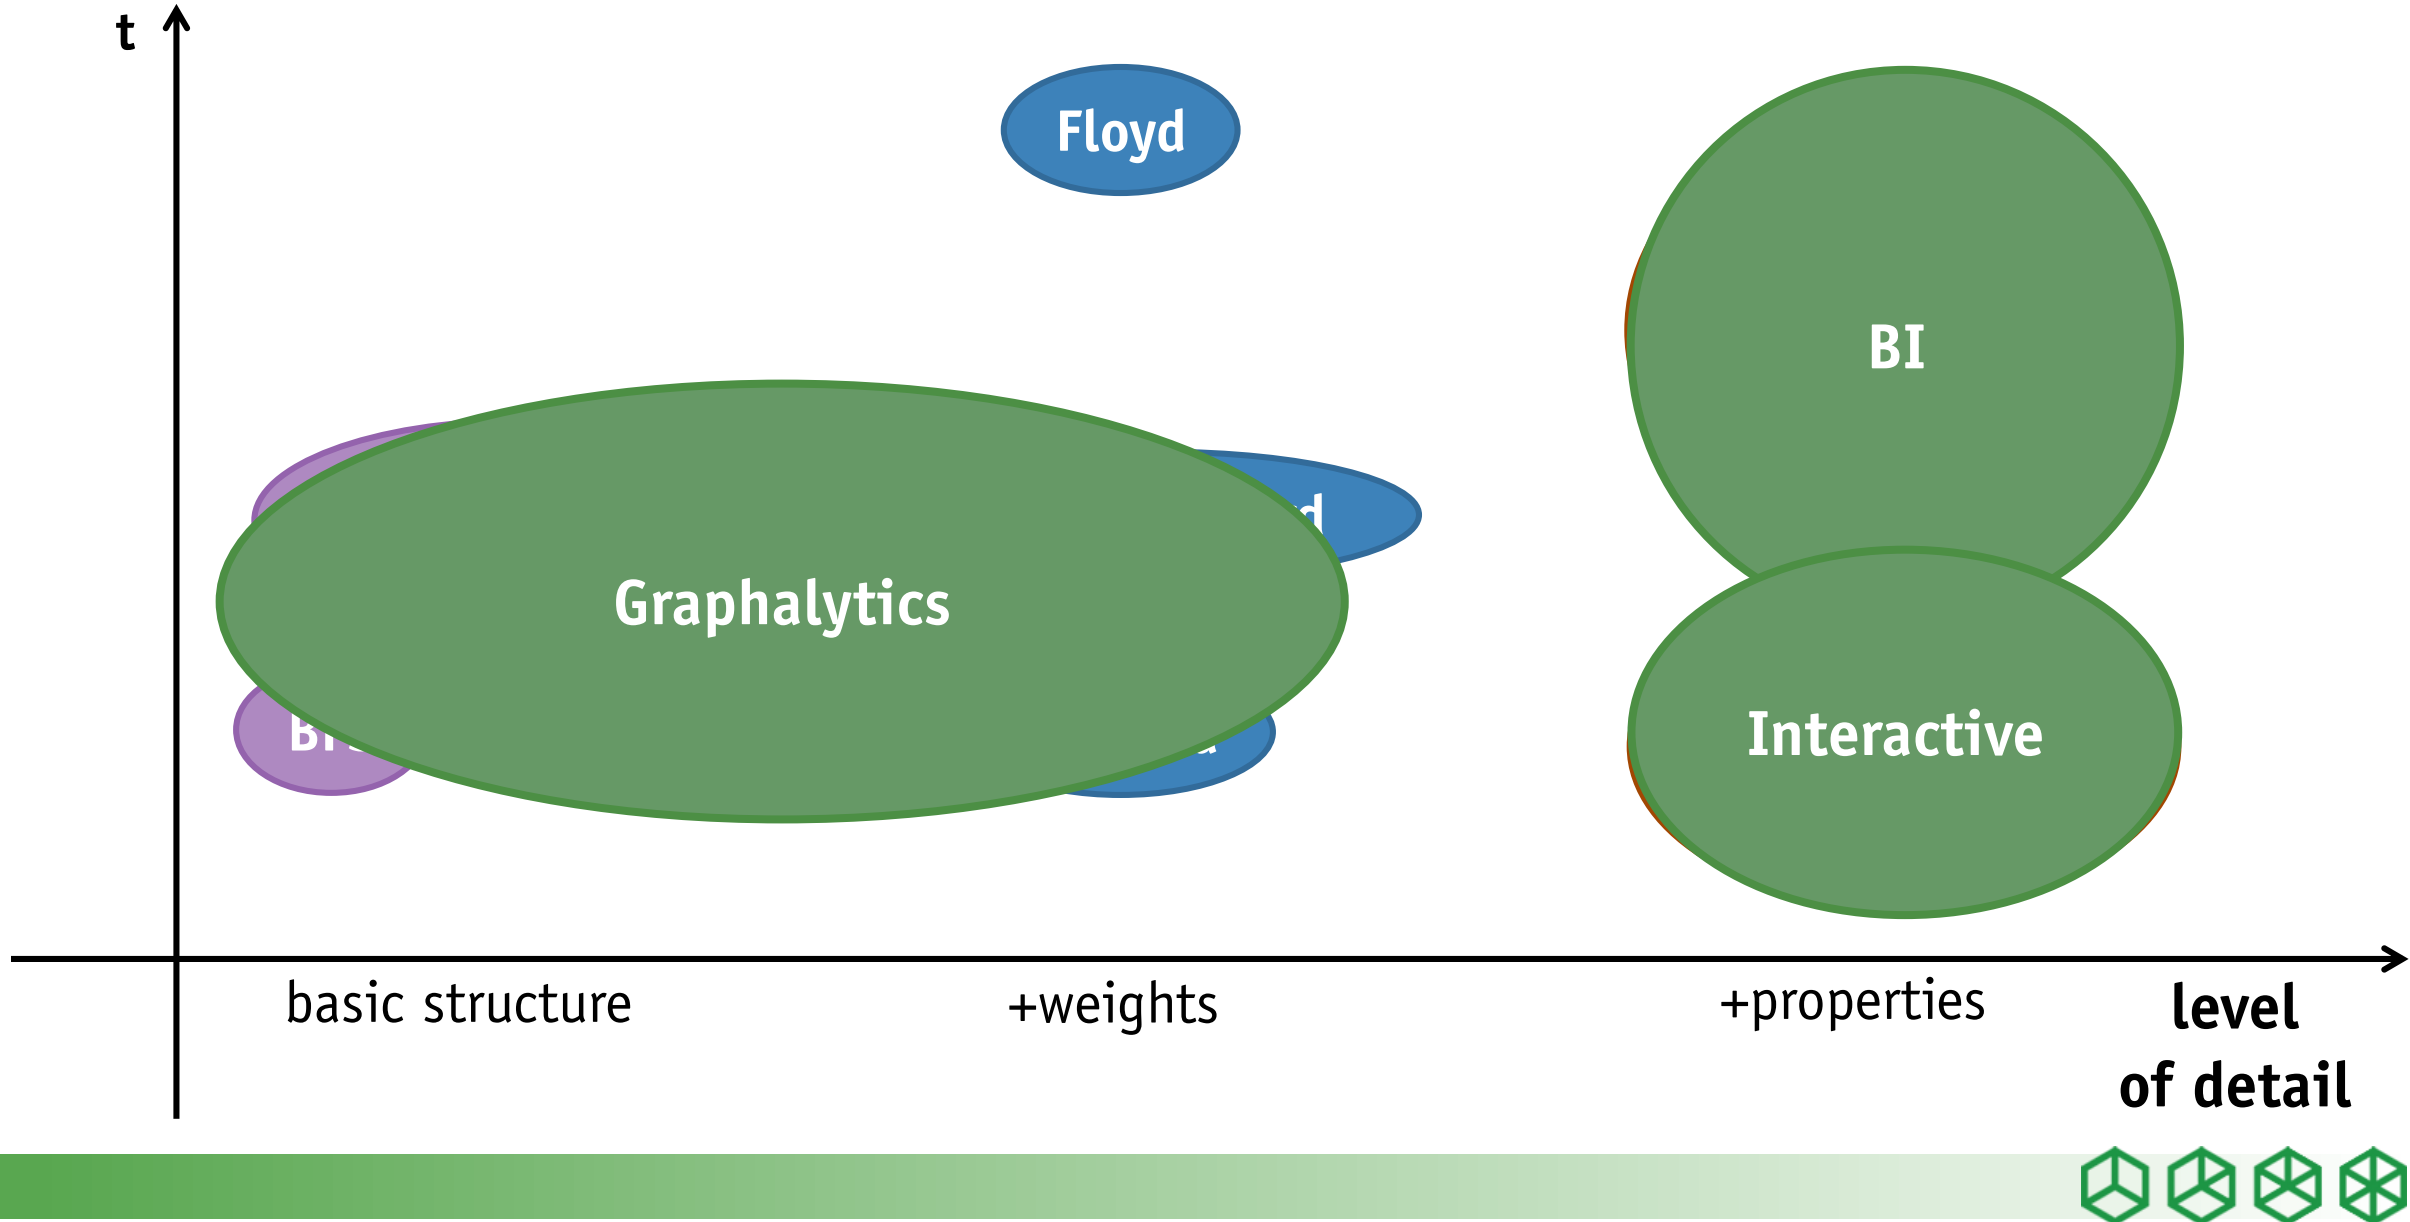 t
Floyd
BI
Graphalytics
Interactive
basic structure
+weights
+properties
level
of detail